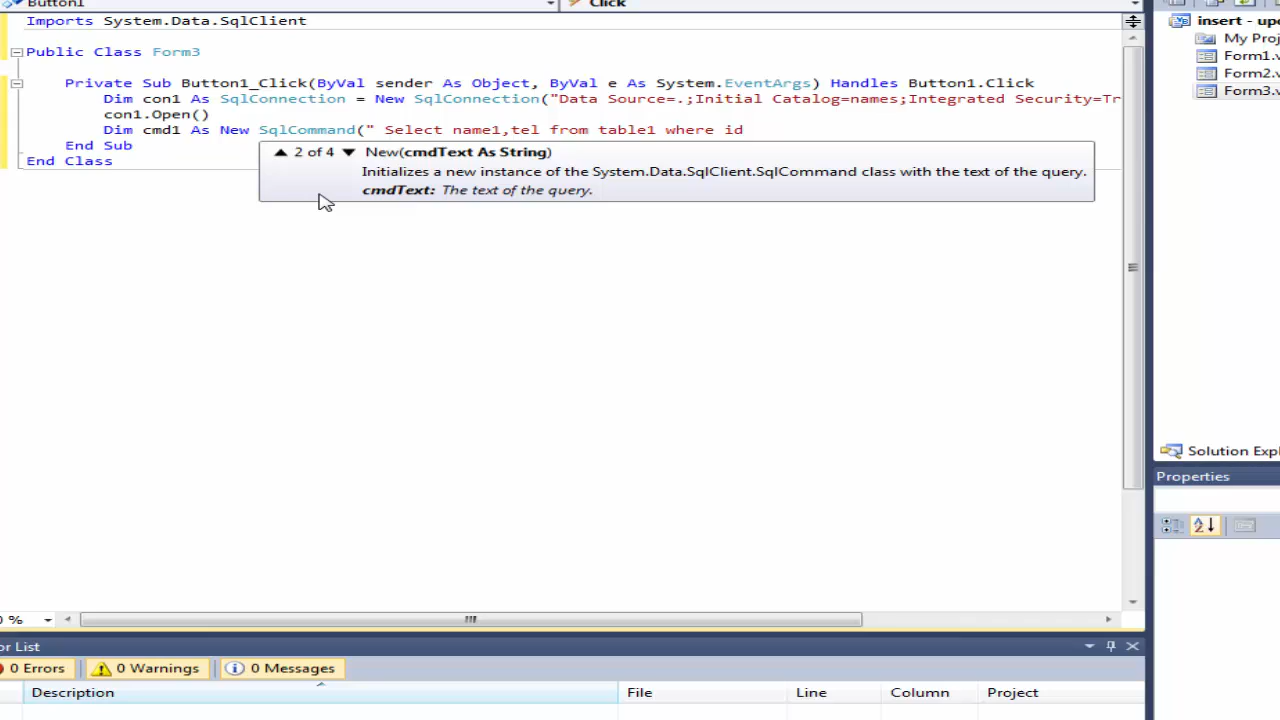 Button1
Click
Imports System.Data.SqlClient
Public Class Form3
Private Sub Button1_Click(ByVal sender As Object, ByVal e As System.EventArgs) Handles Button1.Click
Dim con1 As SqlConnection = New SqlConnection("Data Source=.;Initial Catalog=names;Integrated Security=Tr
con1.Open()
Dim cmd1 As New SqlCommand(" Select name1,tel from table1 where id
End Sub
End Class
2 of 4 New(cmdText As String)
Initializes a new instance of the System.Data.SqlClient.SqlCommand class with the text of the query.
cmdText: The text of the query.
insert - up
My Proj
Form1.v
Form2.v
Form3.v
Solution Expl
Properties
0 %
or List
0 Errors
0 Warnings
0 Messages
Description
File
Line
Column
Project